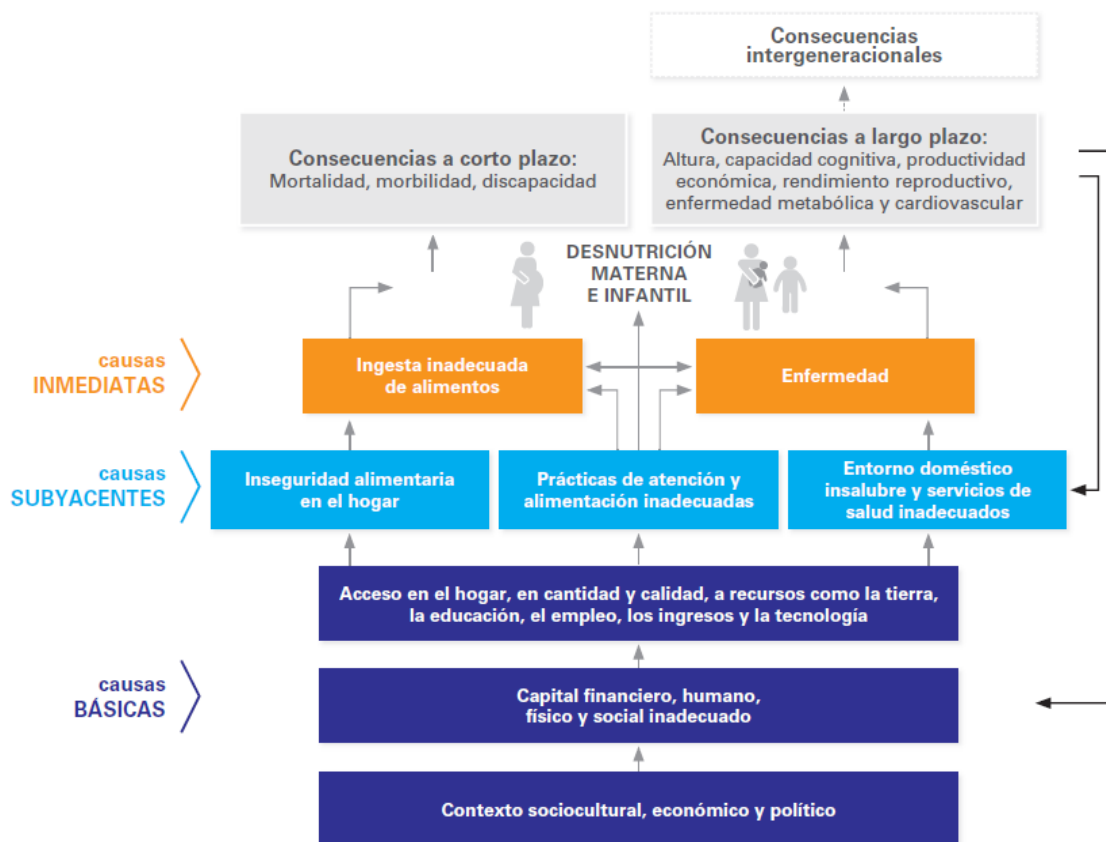 Consecuencias
intergeneracionales
Consecuencias a corto plazo:
Mortalidad, morbilidad, discapacidad
Consecuencias a largo plazo:
Altura, capacidad cognitiva, productividad
económica, rendimiento reproductivo,
enfermedad metabólica y cardiovascular
DESNUTRICIÓN
MATERNA
E INFANTIL
causas
INMEDIATAS
Ingesta inadecuada
de alimentos
Enfermedad
causas
SUBYACENTES
Inseguridad alimentaria
en el hogar
Prácticas de atención y
alimentación inadecuadas
Entorno doméstico
insalubre y servicios de
salud inadecuados
Acceso en el hogar, en cantidad y calidad, a recursos como la tierra,
la educación, el empleo, los ingresos y la tecnología
causas
BÁSICAS
Capital financiero, humano,
físico y social inadecuado
Contexto sociocultural, económico y político